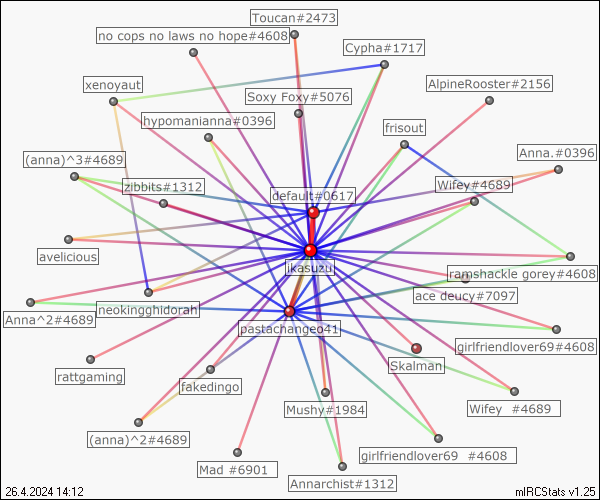 Toucan#2473
no cops no laws no hope#4608
Cypha#1717
xenoyaut
AlpineRooster#2156
Soxy Foxy#5076
hypomanianna#0396
frisout
(anna)^3#4689
Anna.#0396
zibbits#1312
Wifey#4689
default#0617
avelicious
ikasuzu
ramshackle gorey#4608
ace deucy#7097
neokingghidorah
Anna^2#4689
pastachangeo41
girlfriendlover69#4608
Skalman
rattgaming
fakedingo
Mushy#1984
Wifey  #4689
(anna)^2#4689
girlfriendlover69  #4608
Mad #6901
Annarchist#1312
26.4.2024 14:12
mIRCStats v1.25